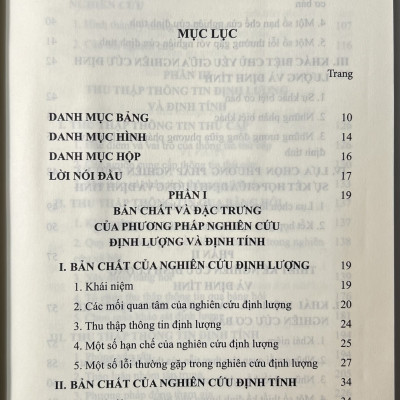 MỤC LỤC
Trang
DANH MỤC BẢNG 10
DANH MỤC HÌNH 14
DANH MỤC HỘP 16
LỜI NÓI ĐẦU 17
PHẦN I 19
BẢN CHẤT VÀ ĐẶC TRƯNG
CỦA PHƯƠNG PHÁP NGHIÊN CỨU
ĐỊNH LƯỢNG VÀ ĐỊNH TÍNH
I. BẢN CHẤT CỦA NGHIÊN CỨU ĐỊNH LƯỢNG 19
1. Khái niệm 19
2. Các mối quan tâm của nghiên cứu định lượng 20
3. Thu thập thông tin định lượng 24
4. Một số hạn chế của nghiên cứu định lượng 25
5. Một số lỗi thường gặp trong nghiên cứu định lượng 27
II. BẢN CHẤT CỦA NGHIÊN CỨU ĐỊNH TÍNH 34